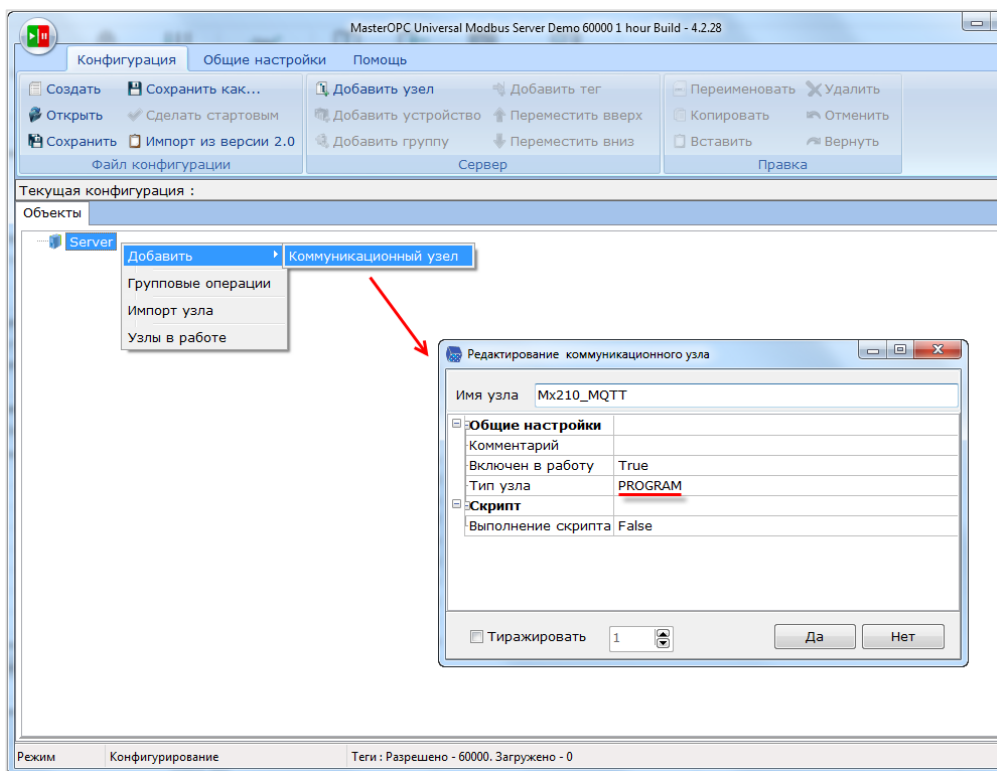 MasterOPC Universal Modbus Server Demo 60000 1 hour Build - 4.2.28
Конфигурация Общие настройки Помощь
Создать Сохранить как... Добавить узел Добавить тег Переименовать Удалить
Открыть Сделать стартовым Добавить устройство Переместить вверх Копировать Отменить
Сохранить Импорт из версии 2.0 Добавить группу Переместить вниз Вставить Вернуть
Файл конфигурации Сервер Правка
Текущая конфигурация :
Объекты
Server
Добавить Коммуникационный узел
Групповые операции
Импорт узла
Узлы в работе
Редактирование коммуникационного узла
Имя узла Mx210_MQTT
Общие настройки
Комментарий
Включен в работу True
Тип узла PROGRAM
Скрипт
Выполнение скрипта False
Тиражировать 1 Да Нет
Режим Конфигурирование Теги : Разрешено - 60000. Загружено - 0